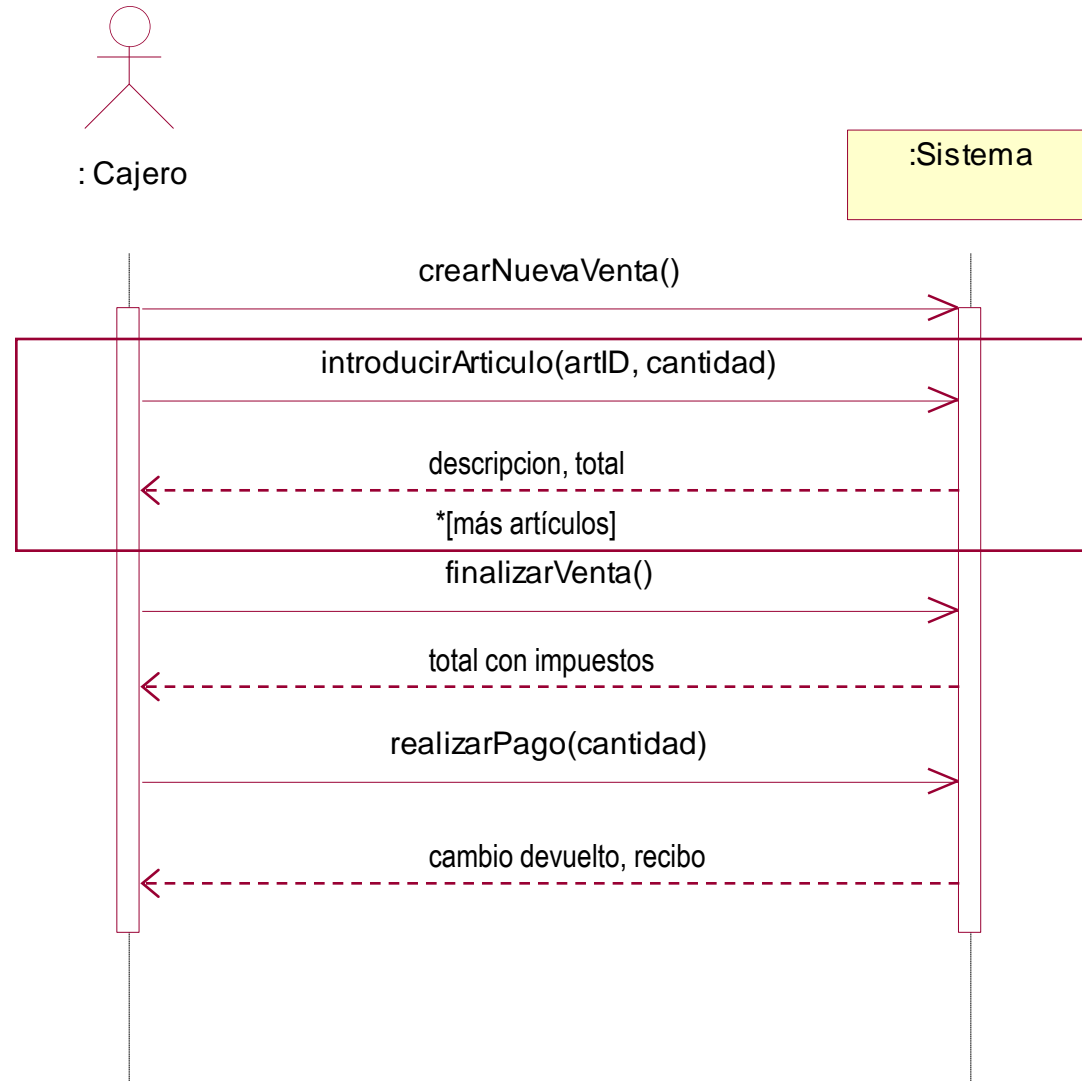 : Cajero
:Sistema
crearNuevaVenta()
introducirArticulo(artID, cantidad)
descripcion, total
*[más artículos]
finalizarVenta()
total con impuestos
realizarPago(cantidad)
cambio devuelto, recibo